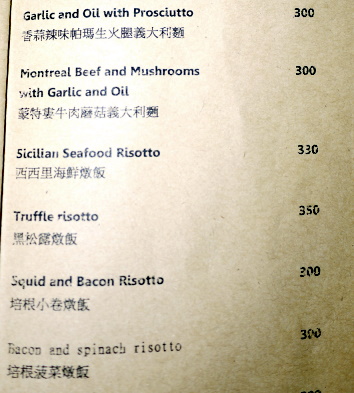 Garlic and Oil with Prosciutto 300
香蒜辣味帕瑪生火腿義大利麵
Montreal Beef and Mushrooms 300
with Garlic and Oil
蒙特婁牛肉蘑菇義大利麵
Sicilian Seafood Risotto 330
西西里海鮮燉飯
Truffle risotto 350
黑松露燉飯
Squid and Bacon Risotto 300
培根小卷燉飯
Bacon and spinach risotto 300
培根菠菜燉飯